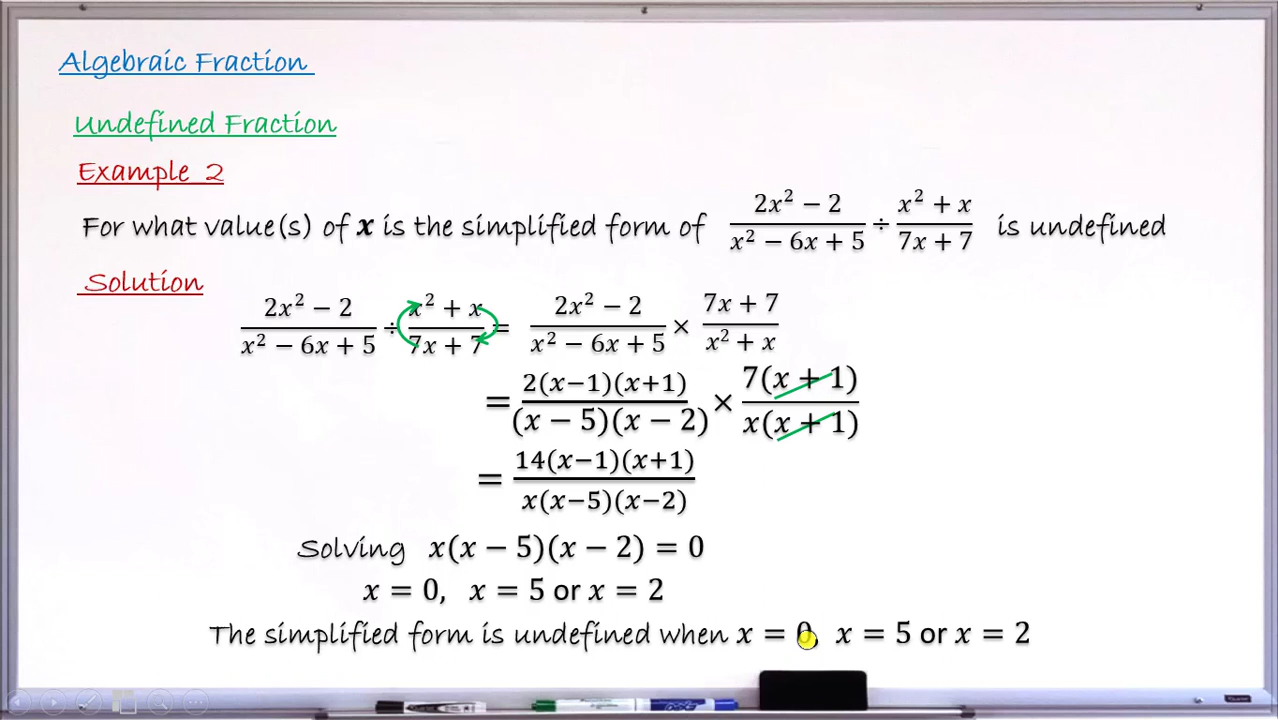 Algebraic Fraction
Undefined Fraction
Example 2
For what value(s) of x is the simplified form of (2x² − 2)/(x² − 6x + 5) ÷ (x² + x)/(7x + 7) is undefined
Solution
(2x² − 2)/(x² − 6x + 5) ÷ (x² + x)/(7x + 7) = (2x² − 2)/(x² − 6x + 5) × (7x + 7)/(x² + x)
= 2(x−1)(x+1)/(x − 5)(x − 2) × 7(x + 1)/x(x + 1)
= 14(x−1)(x+1)/x(x−5)(x−2)
Solving x(x − 5)(x − 2) = 0
x = 0, x = 5 or x = 2
The simplified form is undefined when x = 0, x = 5 or x = 2